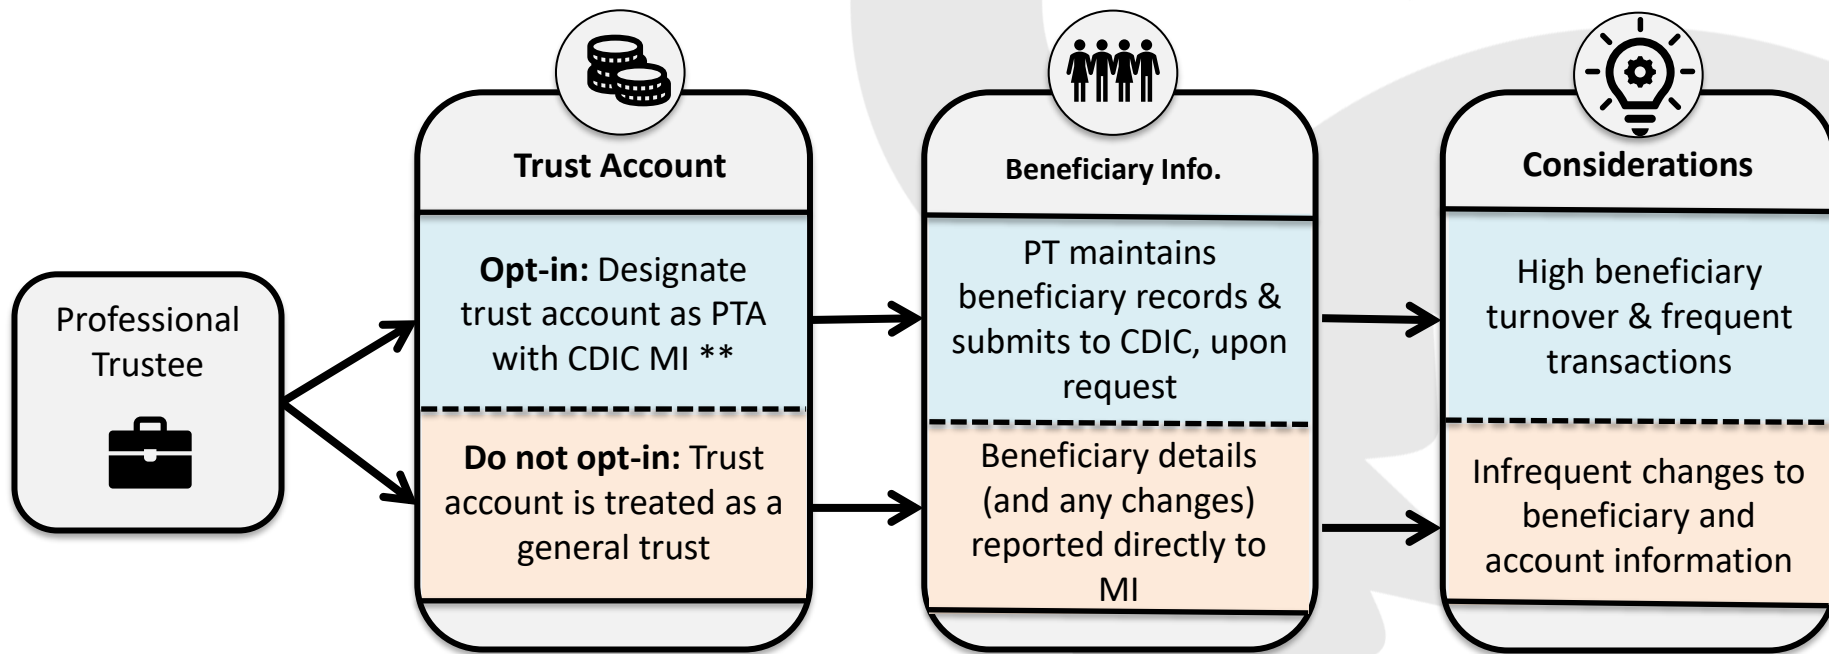 Professional
Trustee
Trust Account
Opt-in: Designate
trust account as PTA
with CDIC MI **
Do not opt-in: Trust
account is treated as a
general trust
Beneficiary Info.
PT maintains
beneficiary records &
submits to CDIC, upon
request
Beneficiary details
(and any changes)
reported directly to
MI
Considerations
High beneficiary
turnover & frequent
transactions
Infrequent changes to
beneficiary and
account information